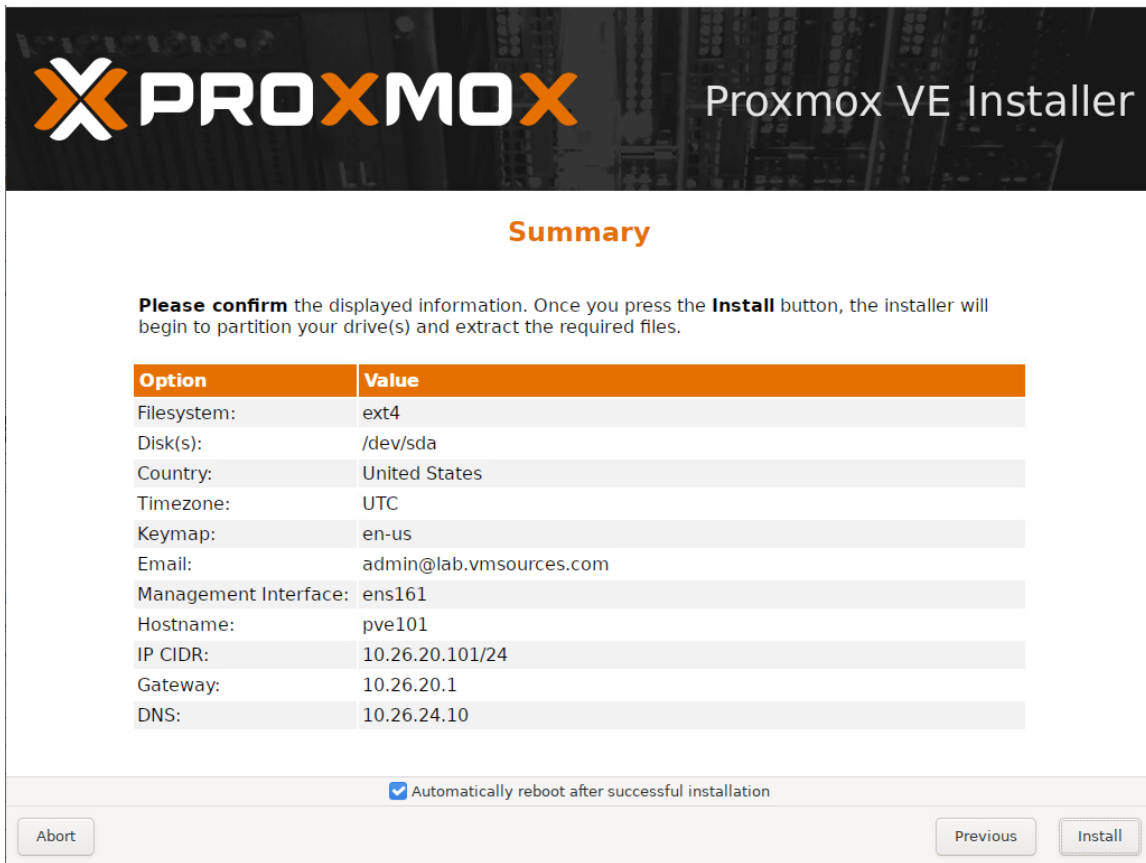 PROXMOX
Proxmox VE Installer
Summary
Please confirm the displayed information. Once you press the Install button, the installer will
begin to partition your drive(s) and extract the required files.
Option Value
Filesystem: ext4
Disk(s): /dev/sda
Country: United States
Timezone: UTC
Keymap: en-us
Email: admin@lab.vmsources.com
Management Interface: ens161
Hostname: pve101
IP CIDR: 10.26.20.101/24
Gateway: 10.26.20.1
DNS: 10.26.24.10
Automatically reboot after successful installation
Abort Previous Install